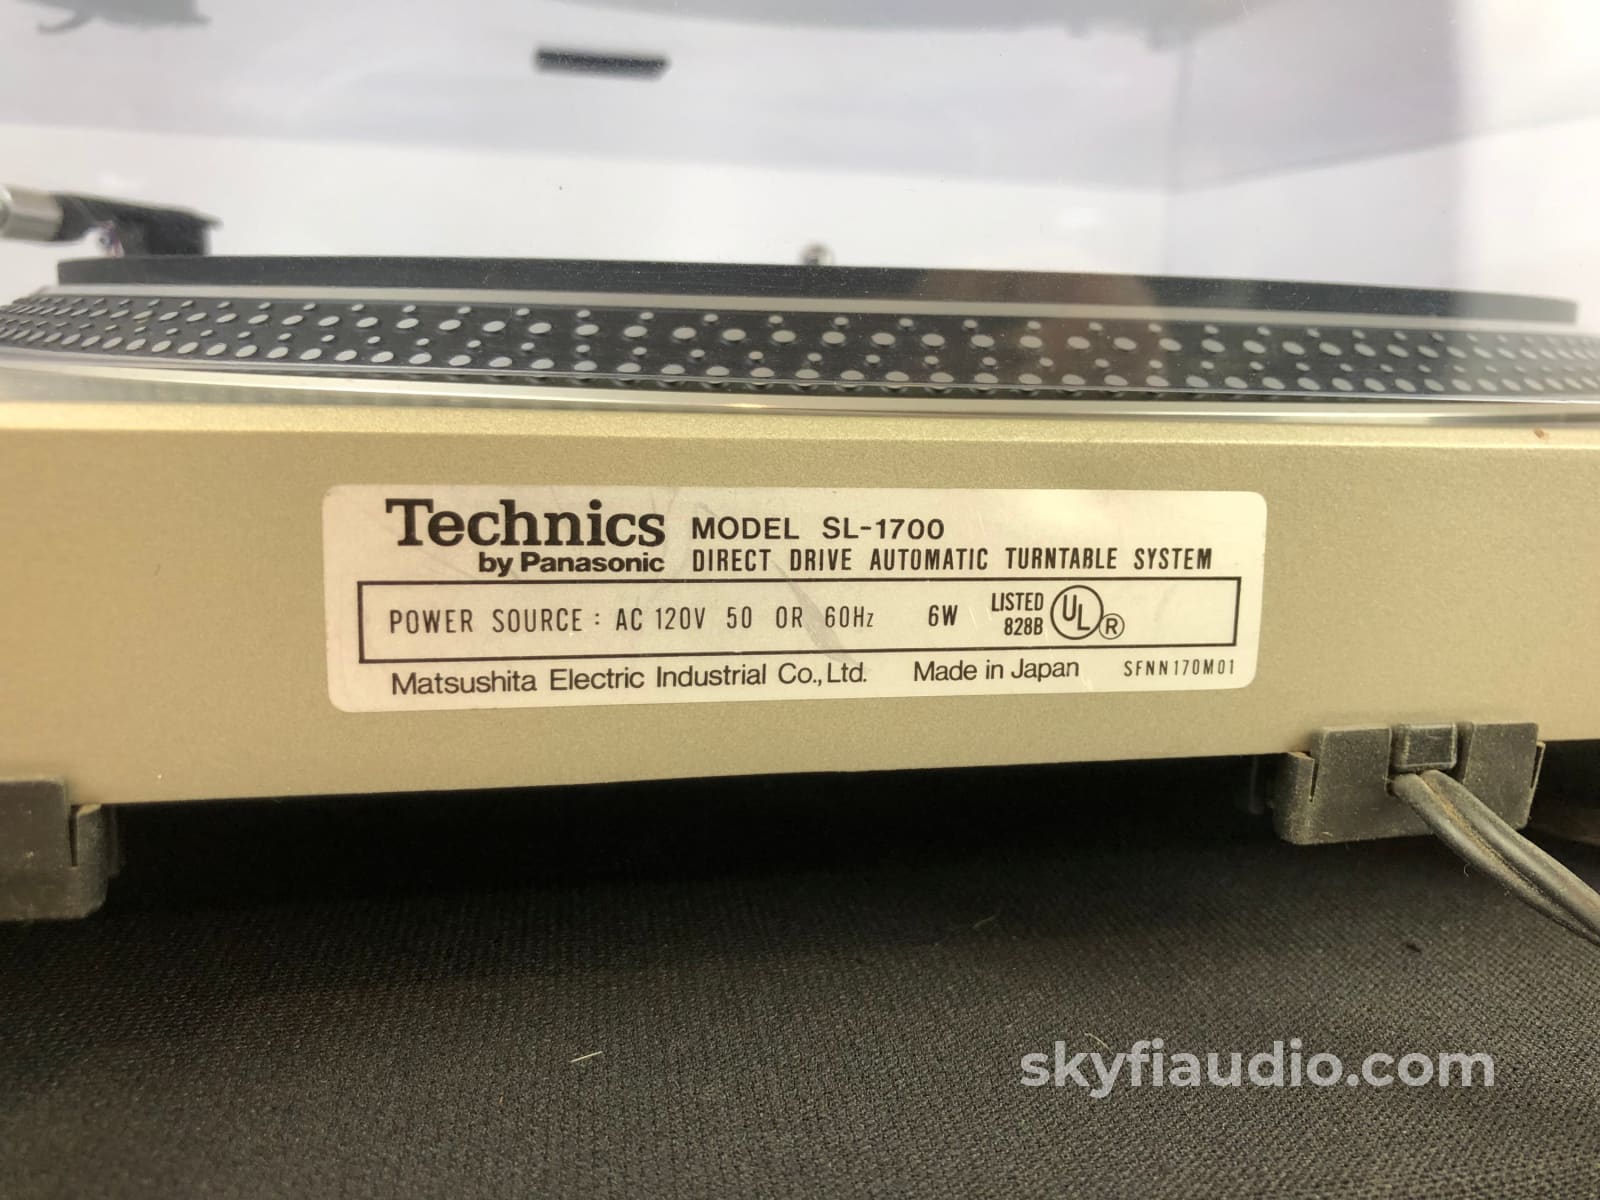 Technics MODEL SL-1700
by Panasonic DIRECT DRIVE AUTOMATIC TURNTABLE SYSTEM
POWER SOURCE : AC 120V 50 OR 60Hz 6W LISTED 828B UL ®
Matsushita Electric Industrial Co., Ltd. Made in Japan SFNN170M01
skyfiaudio.com